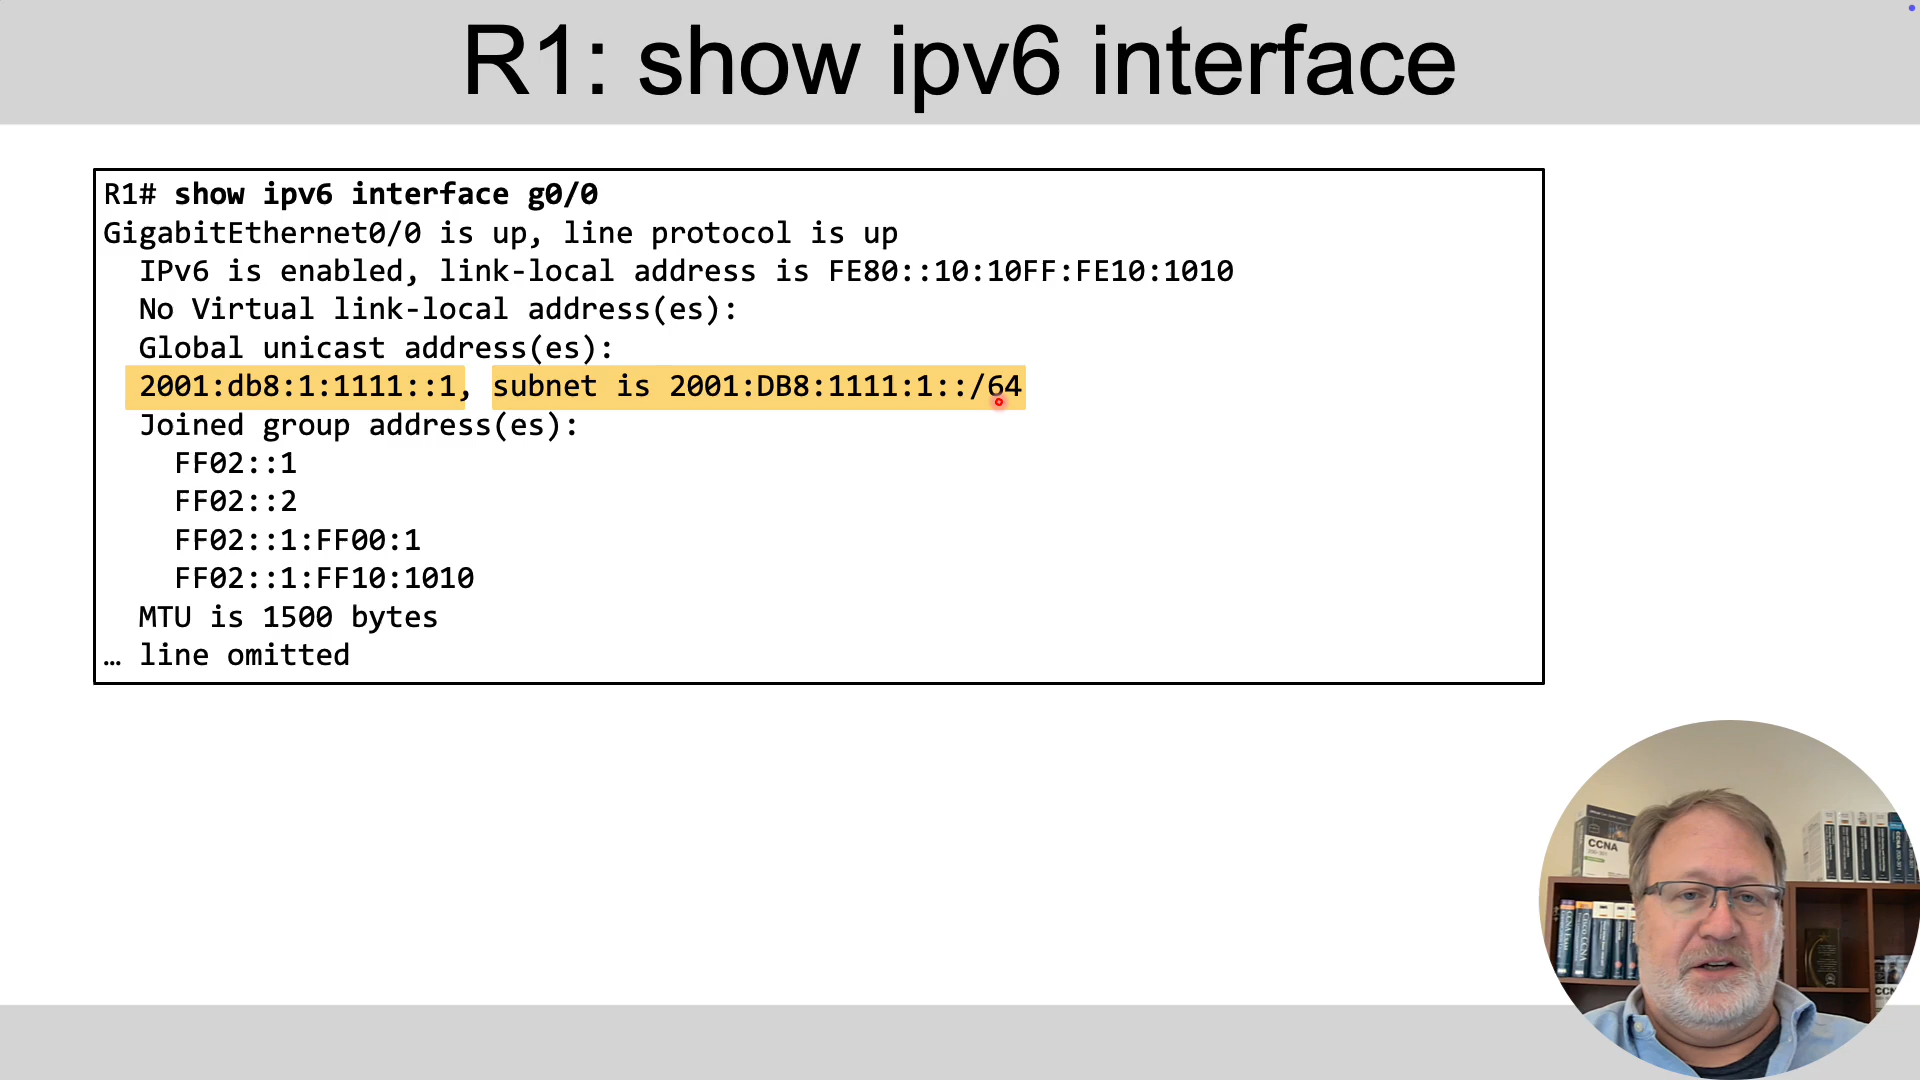 R1: show ipv6 interface
R1# show ipv6 interface g0/0
GigabitEthernet0/0 is up, line protocol is up
IPv6 is enabled, link-local address is FE80::10:10FF:FE10:1010
No Virtual link-local address(es):
Global unicast address(es):
2001:db8:1:1111::1, subnet is 2001:DB8:1111:1::/64
Joined group address(es):
FF02::1
FF02::2
FF02::1:FF00:1
FF02::1:FF10:1010
MTU is 1500 bytes
… line omitted
CCNA